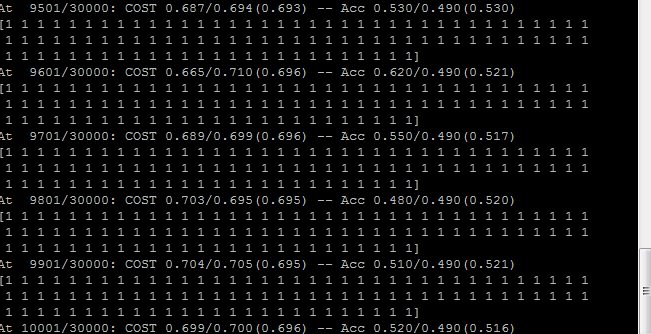 At 9501/30000: COST 0.687/0.694(0.693) -- Acc 0.530/0.490(0.530)
[1 1 1 1 1 1 1 1 1 1 1 1 1 1 1 1 1 1 1 1 1 1 1 1 1 1 1 1 1 1 1 1 1 1 1 1 1
1 1 1 1 1 1 1 1 1 1 1 1 1 1 1 1 1 1 1 1 1 1 1 1 1 1 1 1 1 1 1 1 1 1 1 1 1
1 1 1 1 1 1 1 1 1 1 1 1 1 1 1 1 1 1 1 1 1 1 1 1 1 1]
At 9601/30000: COST 0.665/0.710(0.696) -- Acc 0.620/0.490(0.521)
[1 1 1 1 1 1 1 1 1 1 1 1 1 1 1 1 1 1 1 1 1 1 1 1 1 1 1 1 1 1 1 1 1 1 1 1 1
1 1 1 1 1 1 1 1 1 1 1 1 1 1 1 1 1 1 1 1 1 1 1 1 1 1 1 1 1 1 1 1 1 1 1 1 1
1 1 1 1 1 1 1 1 1 1 1 1 1 1 1 1 1 1 1 1 1 1 1 1 1 1]
At 9701/30000: COST 0.689/0.699(0.696) -- Acc 0.550/0.490(0.517)
[1 1 1 1 1 1 1 1 1 1 1 1 1 1 1 1 1 1 1 1 1 1 1 1 1 1 1 1 1 1 1 1 1 1 1 1 1
1 1 1 1 1 1 1 1 1 1 1 1 1 1 1 1 1 1 1 1 1 1 1 1 1 1 1 1 1 1 1 1 1 1 1 1 1
1 1 1 1 1 1 1 1 1 1 1 1 1 1 1 1 1 1 1 1 1 1 1 1 1 1]
At 9801/30000: COST 0.703/0.695(0.695) -- Acc 0.480/0.490(0.520)
[1 1 1 1 1 1 1 1 1 1 1 1 1 1 1 1 1 1 1 1 1 1 1 1 1 1 1 1 1 1 1 1 1 1 1 1 1
1 1 1 1 1 1 1 1 1 1 1 1 1 1 1 1 1 1 1 1 1 1 1 1 1 1 1 1 1 1 1 1 1 1 1 1 1
1 1 1 1 1 1 1 1 1 1 1 1 1 1 1 1 1 1 1 1 1 1 1 1 1 1]
At 9901/30000: COST 0.704/0.705(0.695) -- Acc 0.510/0.490(0.521)
[1 1 1 1 1 1 1 1 1 1 1 1 1 1 1 1 1 1 1 1 1 1 1 1 1 1 1 1 1 1 1 1 1 1 1 1 1
1 1 1 1 1 1 1 1 1 1 1 1 1 1 1 1 1 1 1 1 1 1 1 1 1 1 1 1 1 1 1 1 1 1 1 1 1
1 1 1 1 1 1 1 1 1 1 1 1 1 1 1 1 1 1 1 1 1 1 1 1 1 1]
At 10001/30000: COST 0.699/0.700(0.696) -- Acc 0.520/0.490(0.516)